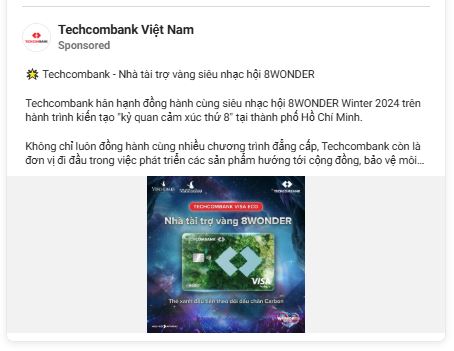 Techcombank Việt Nam
Sponsored
TECHCOMBANK
💥 Techcombank - Nhà tài trợ vàng siêu nhạc hội 8WONDER
Techcombank hân hạnh đồng hành cùng siêu nhạc hội 8WONDER Winter 2024 trên
hành trình kiến tạo "kỳ quan cảm xúc thứ 8" tại thành phố Hồ Chí Minh.
Không chỉ luôn đồng hành cùng nhiều chương trình đẳng cấp, Techcombank còn là
đơn vị đi đầu trong việc phát triển các sản phẩm hướng tới cộng đồng, bảo vệ môi...
TECHCOMBANK
TECHCOMBANK VISA ECO
Nhà tài trợ vàng 8WONDER
TECHCOMBANK
VISA
Thẻ xanh đầu tiên theo dõi dấu chân Carbon